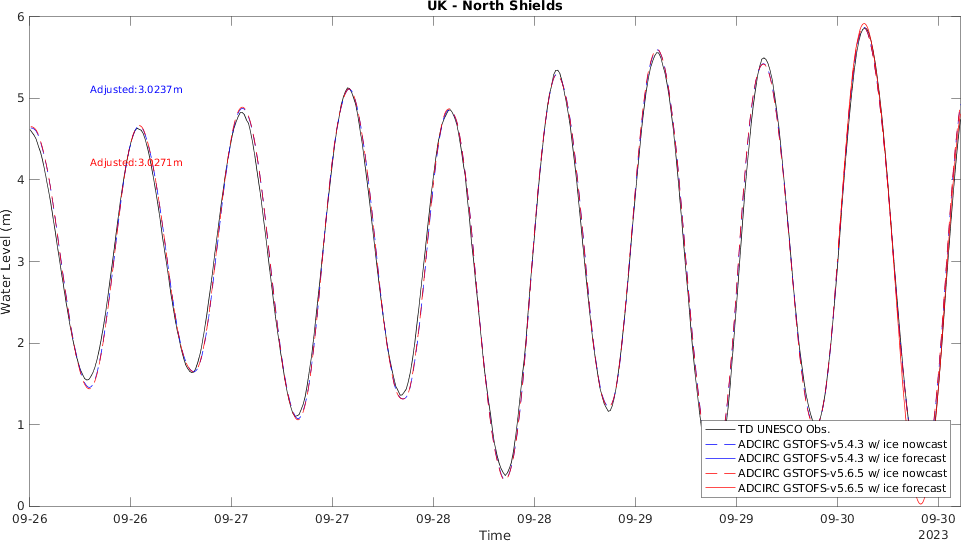 UK - North Shields
6
5
4
3
2
1
0
Water Level (m)
Adjusted:3.0237m
Adjusted:3.0271m
TD UNESCO Obs.
ADCIRC GSTOFS-v5.4.3 w/ ice nowcast
ADCIRC GSTOFS-v5.4.3 w/ ice forecast
ADCIRC GSTOFS-v5.6.5 w/ ice nowcast
ADCIRC GSTOFS-v5.6.5 w/ ice forecast
09-26 09-26 09-27 09-27 09-28 09-28 09-29 09-29 09-30 09-30
2023
Time